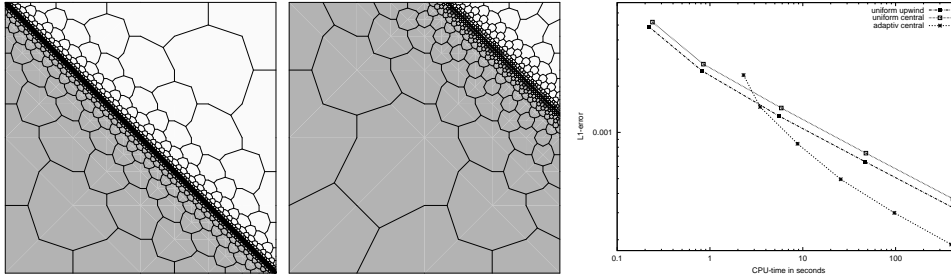 uniform upwind
uniform central
adaptiv central
L1-error
0.001
0.1
1
10
100
CPU-time in seconds